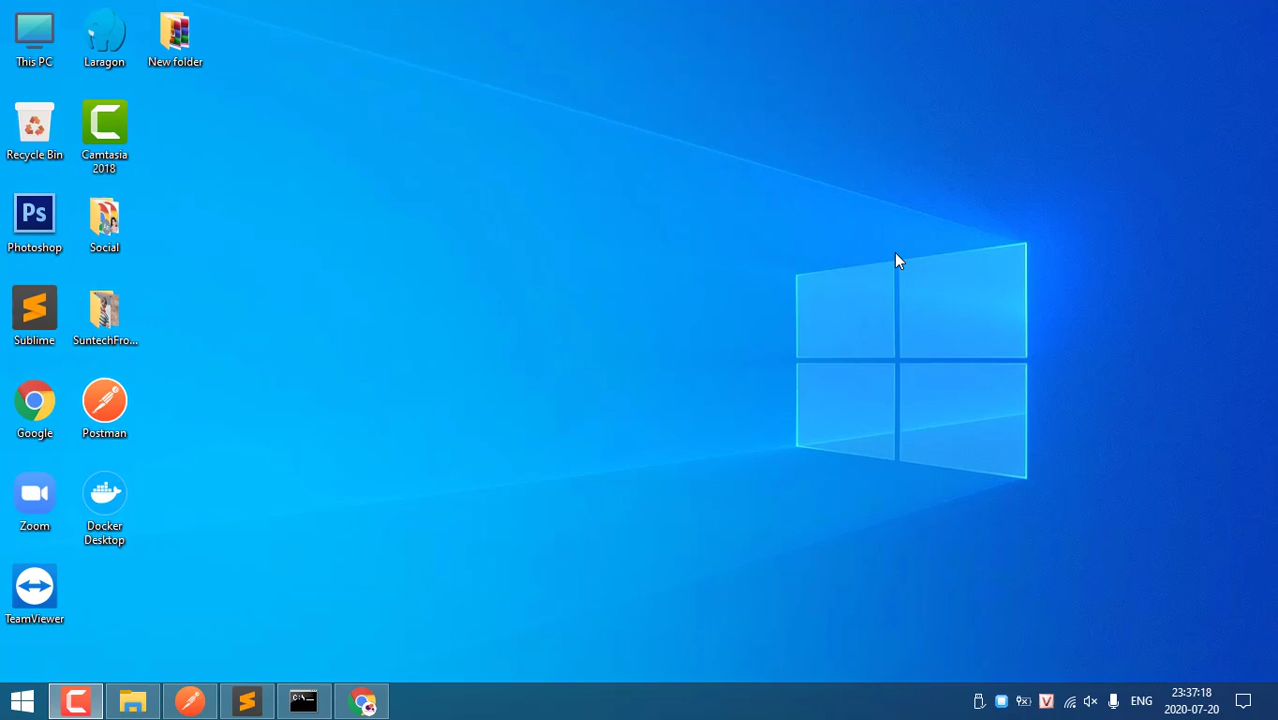 This PC
Laragon
New folder
Recycle Bin
Camtasia
2018
Ps
Photoshop
Social
Sublime
SuntechFro...
Google
Postman
Zoom
Docker
Desktop
TeamViewer
C:\_
V
ENG
23:37:18
2020-07-20